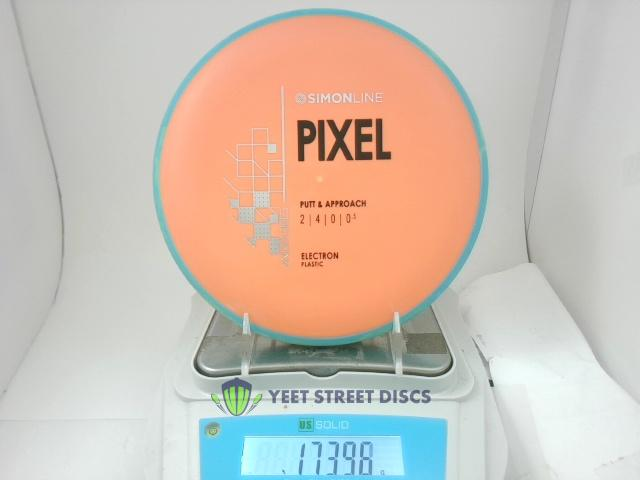 SIMONLINE
PIXEL
PUTT & APPROACH
2 | 4 | 0 | 0.5
ELECTRON
PLASTIC
YEET STREET DISCS
US SOLID
173.98 g